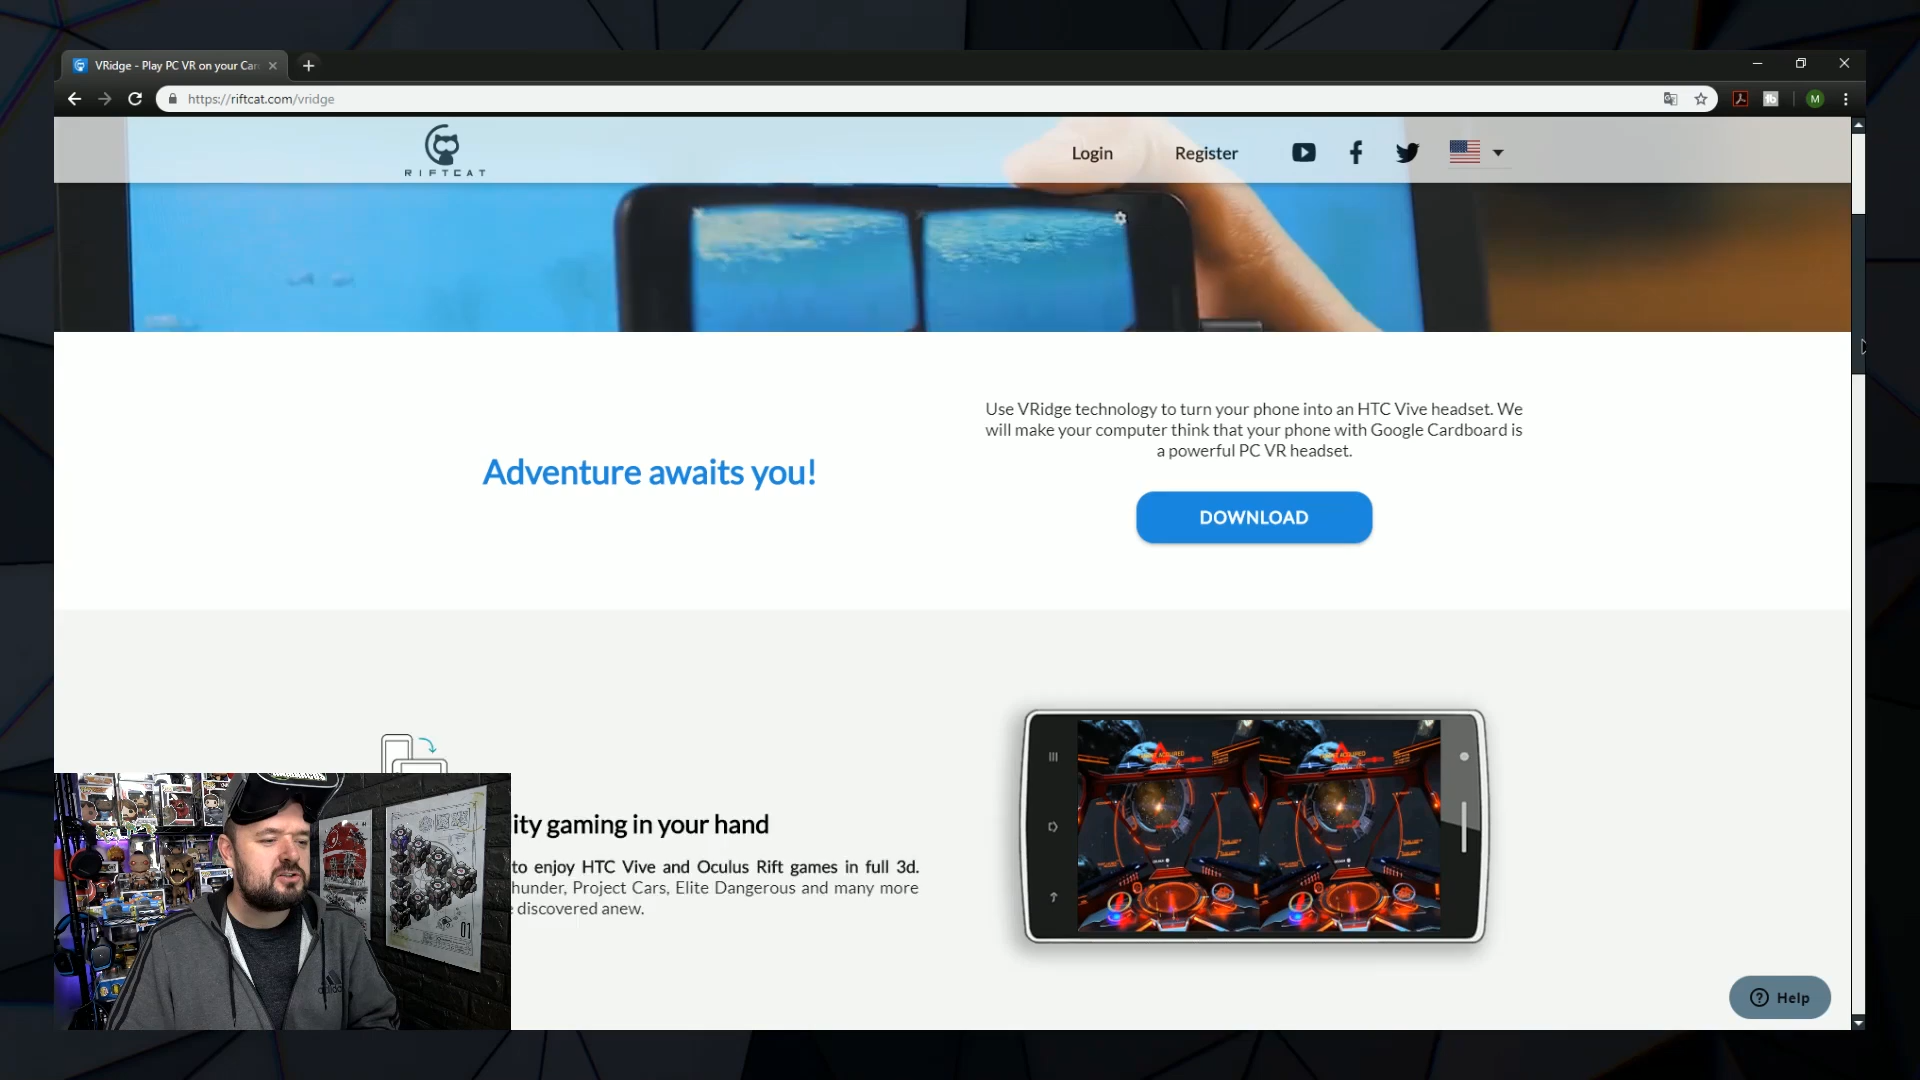 VRidge - Play PC VR on your Car
https://riftcat.com/vridge
M
RIFTCAT
Login
Register
Use VRidge technology to turn your phone into an HTC Vive headset. We
will make your computer think that your phone with Google Cardboard is
a powerful PC VR headset.
Adventure awaits you!
DOWNLOAD
ity gaming in your hand
to enjoy HTC Vive and Oculus Rift games in full 3d.
hunder, Project Cars, Elite Dangerous and many more
discovered anew.
adidas
01
Help